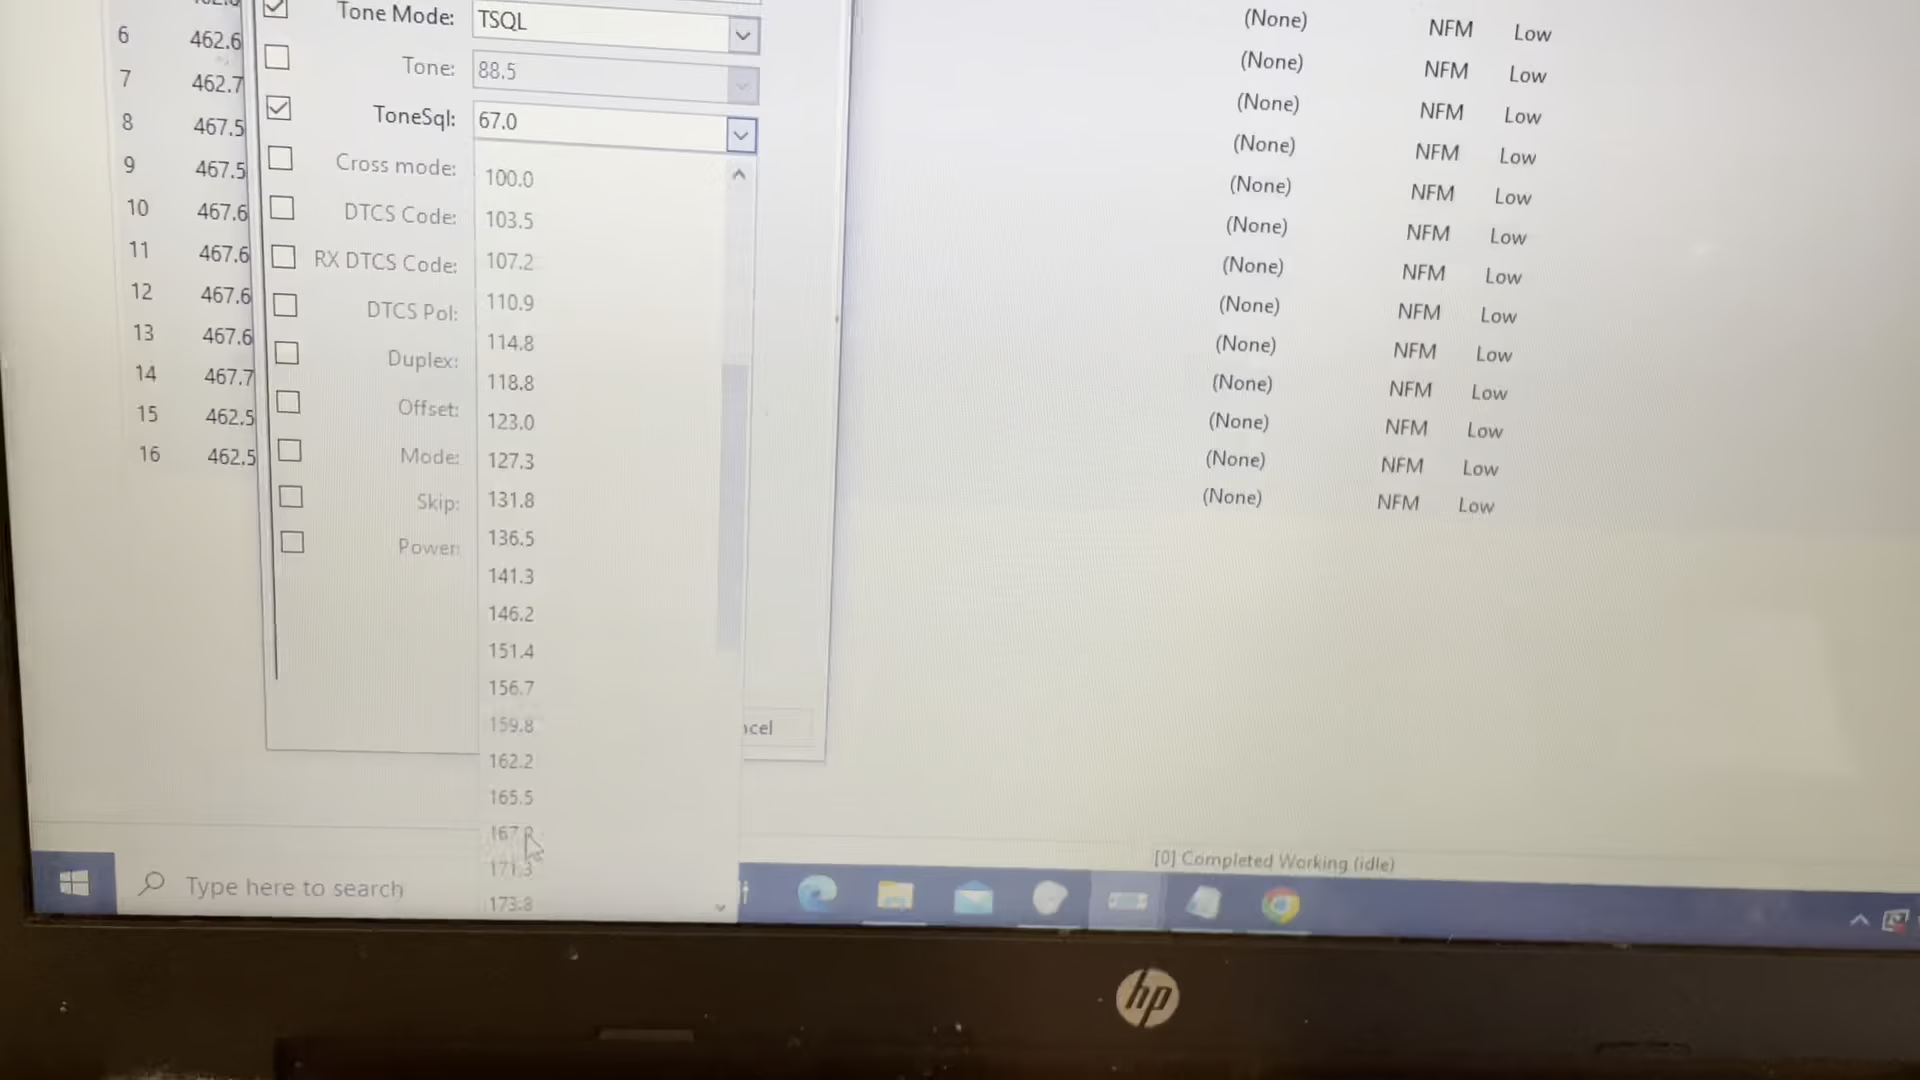 Tone Mode: TSQL
Tone: 88.5
ToneSql: 67.0
Cross mode:
DTCS Code:
RX DTCS Code:
DTCS Pol:
Duplex:
Offset:
Mode:
Skip:
Power:
100.0
103.5
107.2
110.9
114.8
118.8
123.0
127.3
131.8
136.5
141.3
146.2
151.4
156.7
159.8
162.2
165.5
171.3
173.8
6 462.6
7 462.7
8 467.5
9 467.5
10 467.6
11 467.6
12 467.6
13 467.6
14 467.7
15 462.5
16 462.5
(None) NFM Low
(None) NFM Low
(None) NFM Low
(None) NFM Low
(None) NFM Low
(None) NFM Low
(None) NFM Low
(None) NFM Low
(None) NFM Low
(None) NFM Low
(None) NFM Low
(None) NFM Low
(None) NFM Low
ncel
[0] Completed Working (idle)
Type here to search
hp